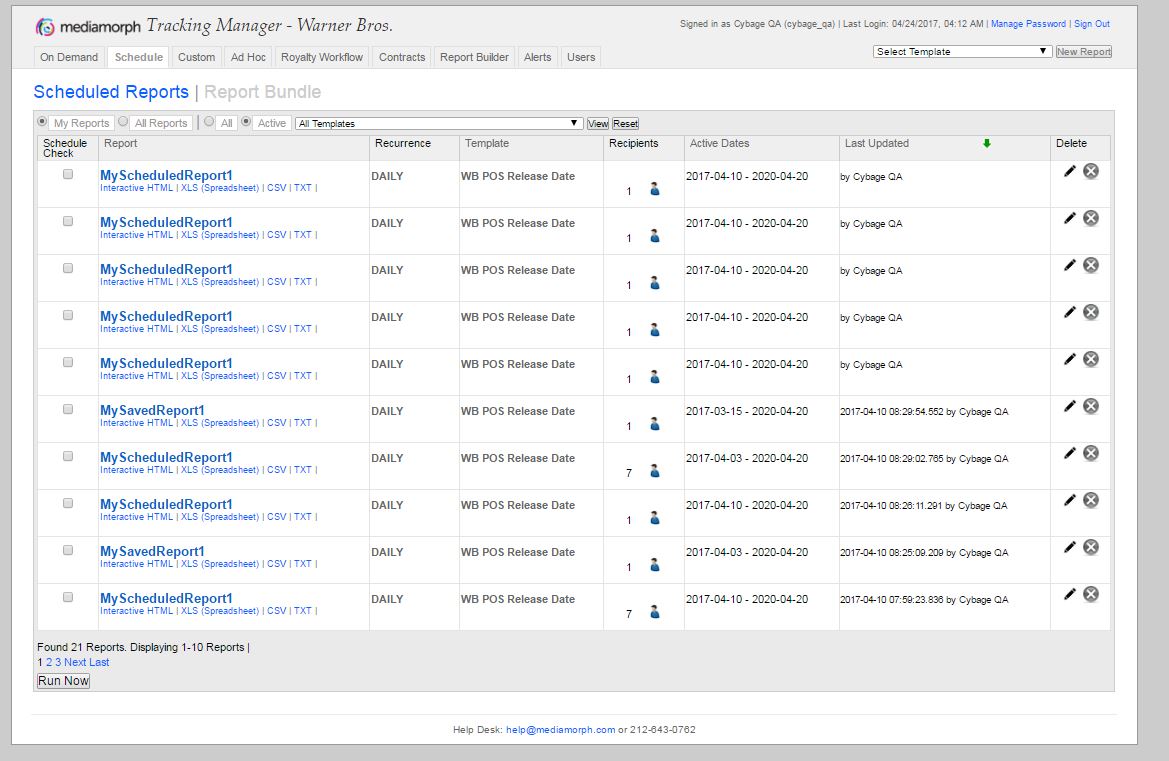 mediamorph Tracking Manager - Warner Bros.
Signed in as Cybage QA (cybage_qa) | Last Login: 04/24/2017, 04:12 AM | Manage Password | Sign Out
On Demand Schedule Custom Ad Hoc Royalty Workflow Contracts Report Builder Alerts Users
Select Template New Report
Scheduled Reports | Report Bundle
My Reports All Reports | All Active All Templates View Reset
Schedule Check Report Recurrence Template Recipients Active Dates Last Updated Delete
MyScheduledReport1 DAILY WB POS Release Date 2017-04-10 - 2020-04-20 by Cybage QA
Interactive HTML | XLS (Spreadsheet) | CSV | TXT | 1
MyScheduledReport1 DAILY WB POS Release Date 2017-04-10 - 2020-04-20 by Cybage QA
Interactive HTML | XLS (Spreadsheet) | CSV | TXT | 1
MyScheduledReport1 DAILY WB POS Release Date 2017-04-10 - 2020-04-20 by Cybage QA
Interactive HTML | XLS (Spreadsheet) | CSV | TXT | 1
MyScheduledReport1 DAILY WB POS Release Date 2017-04-10 - 2020-04-20 by Cybage QA
Interactive HTML | XLS (Spreadsheet) | CSV | TXT | 1
MyScheduledReport1 DAILY WB POS Release Date 2017-04-10 - 2020-04-20 by Cybage QA
Interactive HTML | XLS (Spreadsheet) | CSV | TXT | 1
MySavedReport1 DAILY WB POS Release Date 2017-03-15 - 2020-04-20 2017-04-10 08:29:54.552 by Cybage QA
Interactive HTML | XLS (Spreadsheet) | CSV | TXT | 1
MyScheduledReport1 DAILY WB POS Release Date 2017-04-03 - 2020-04-20 2017-04-10 08:29:02.765 by Cybage QA
Interactive HTML | XLS (Spreadsheet) | CSV | TXT | 7
MyScheduledReport1 DAILY WB POS Release Date 2017-04-10 - 2020-04-20 2017-04-10 08:26:11.291 by Cybage QA
Interactive HTML | XLS (Spreadsheet) | CSV | TXT | 1
MySavedReport1 DAILY WB POS Release Date 2017-04-03 - 2020-04-20 2017-04-10 08:25:09.209 by Cybage QA
Interactive HTML | XLS (Spreadsheet) | CSV | TXT | 1
MyScheduledReport1 DAILY WB POS Release Date 2017-04-10 - 2020-04-20 2017-04-10 07:59:23.836 by Cybage QA
Interactive HTML | XLS (Spreadsheet) | CSV | TXT | 7
Found 21 Reports. Displaying 1-10 Reports |
1 2 3 Next Last
Run Now
Help Desk: help@mediamorph.com or 212-643-0762